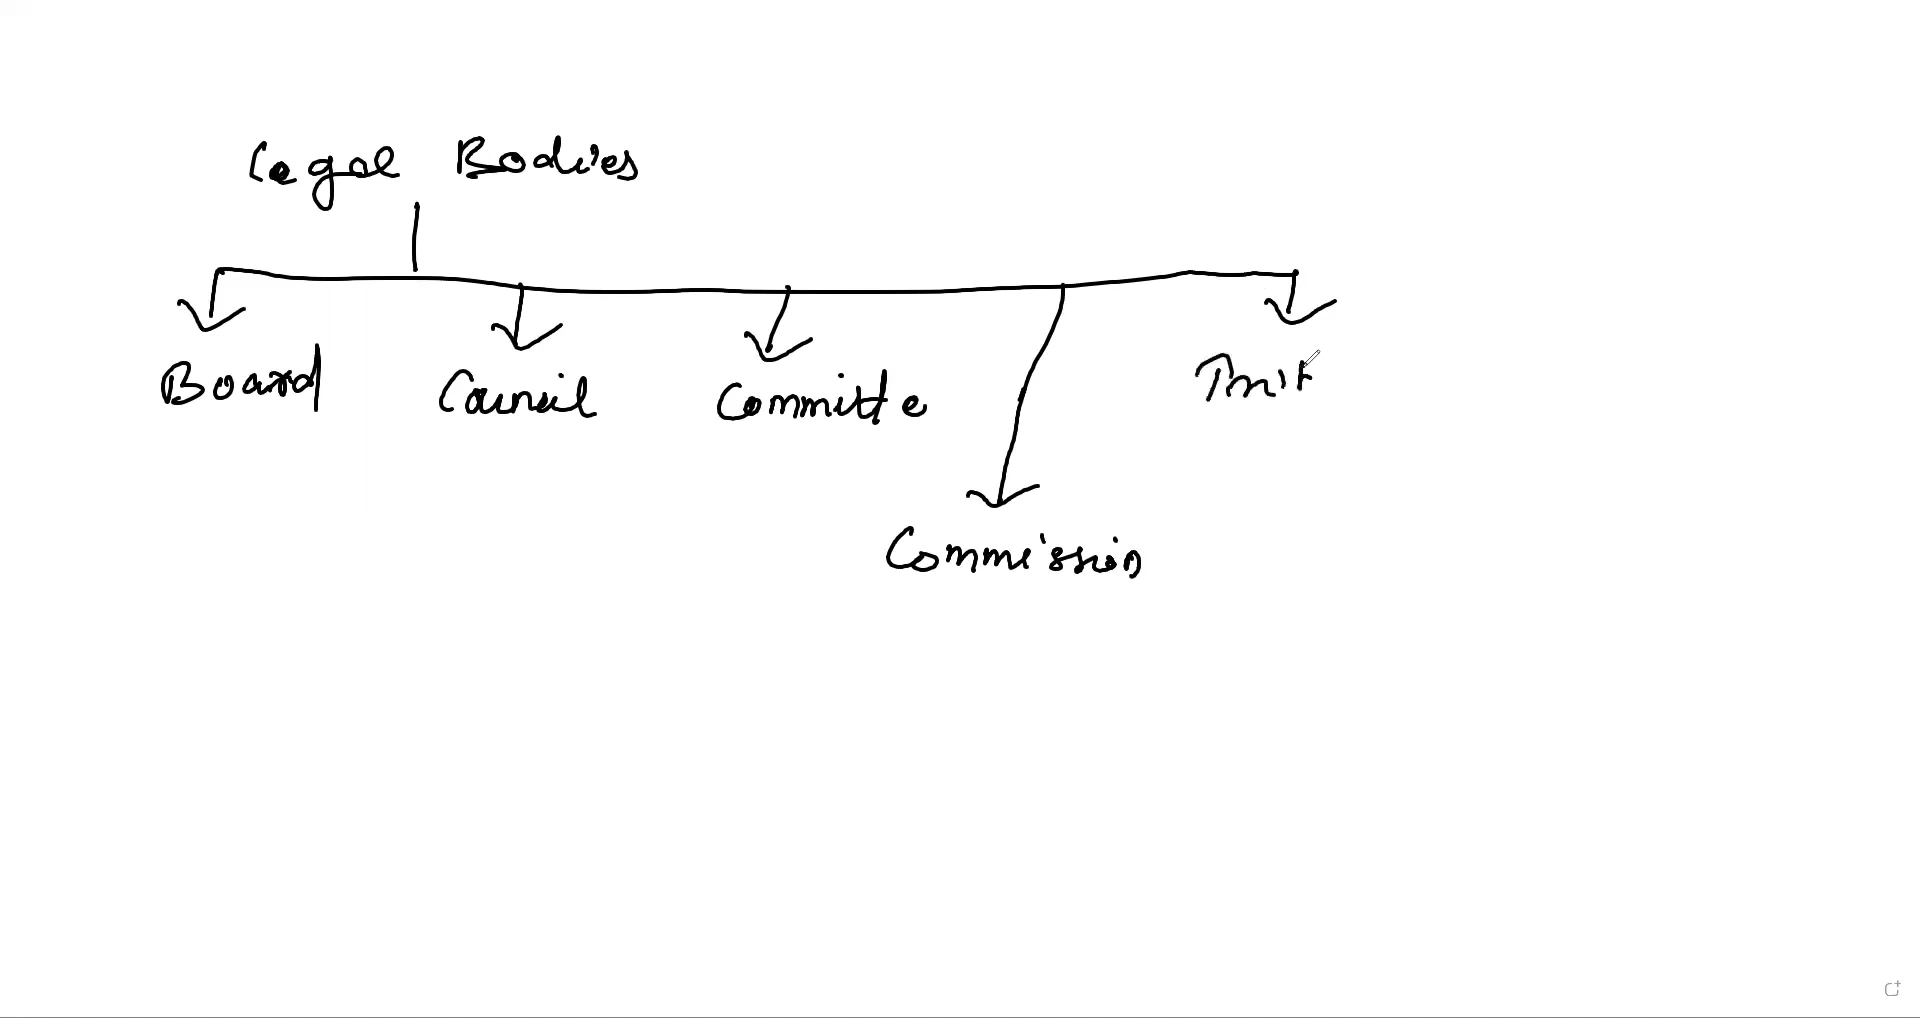 Legal Bodies
Board
Council
Committe
Commission